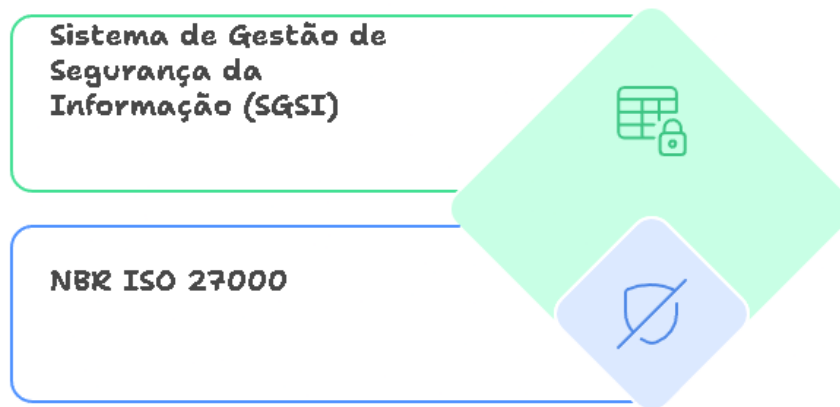 Sistema de Gestão de
Segurança da
Informação (SGSI)
NBR ISO 27000